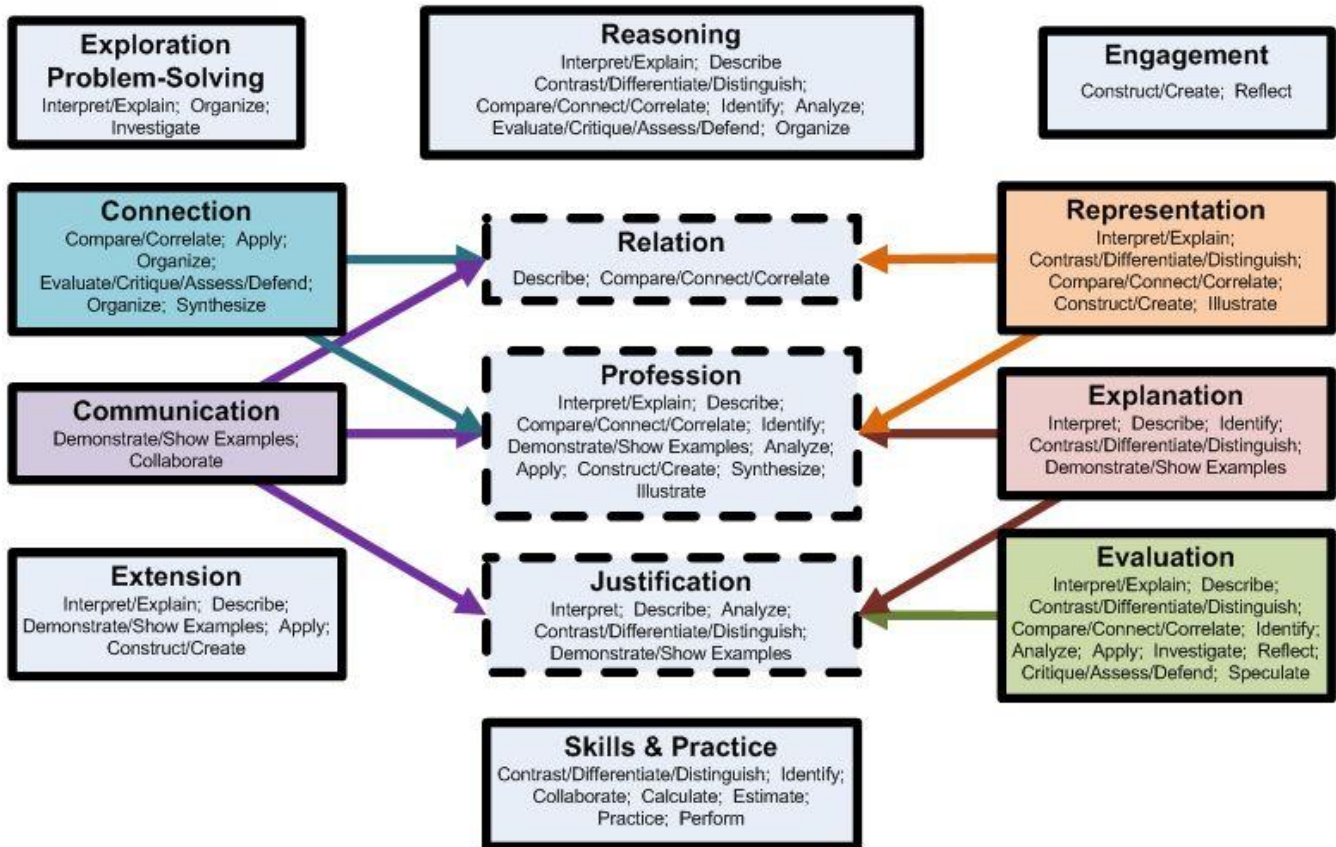 Exploration
Problem-Solving
Interpret/Explain; Organize;
Investigate
Reasoning
Interpret/Explain; Describe
Contrast/Differentiate/Distinguish;
Compare/Connect/Correlate; Identify; Analyze;
Evaluate/Critique/Assess/Defend; Organize
Engagement
Construct/Create; Reflect
Connection
Compare/Correlate; Apply;
Organize;
Evaluate/Critique/Assess/Defend;
Organize; Synthesize
Relation
Describe; Compare/Connect/Correlate
Representation
Interpret/Explain;
Contrast/Differentiate/Distinguish;
Compare/Connect/Correlate;
Construct/Create; Illustrate
Communication
Demonstrate/Show Examples;
Collaborate
Profession
Interpret/Explain; Describe;
Compare/Connect/Correlate; Identify;
Demonstrate/Show Examples; Analyze;
Apply; Construct/Create; Synthesize;
Illustrate
Explanation
Interpret; Describe; Identify;
Contrast/Differentiate/Distinguish;
Demonstrate/Show Examples
Extension
Interpret/Explain; Describe;
Demonstrate/Show Examples; Apply;
Construct/Create
Justification
Interpret; Describe; Analyze;
Contrast/Differentiate/Distinguish;
Demonstrate/Show Examples
Evaluation
Interpret/Explain; Describe;
Contrast/Differentiate/Distinguish;
Compare/Connect/Correlate; Identify;
Analyze; Apply; Investigate; Reflect;
Critique/Assess/Defend; Speculate
Skills & Practice
Contrast/Differentiate/Distinguish; Identify;
Collaborate; Calculate; Estimate;
Practice; Perform